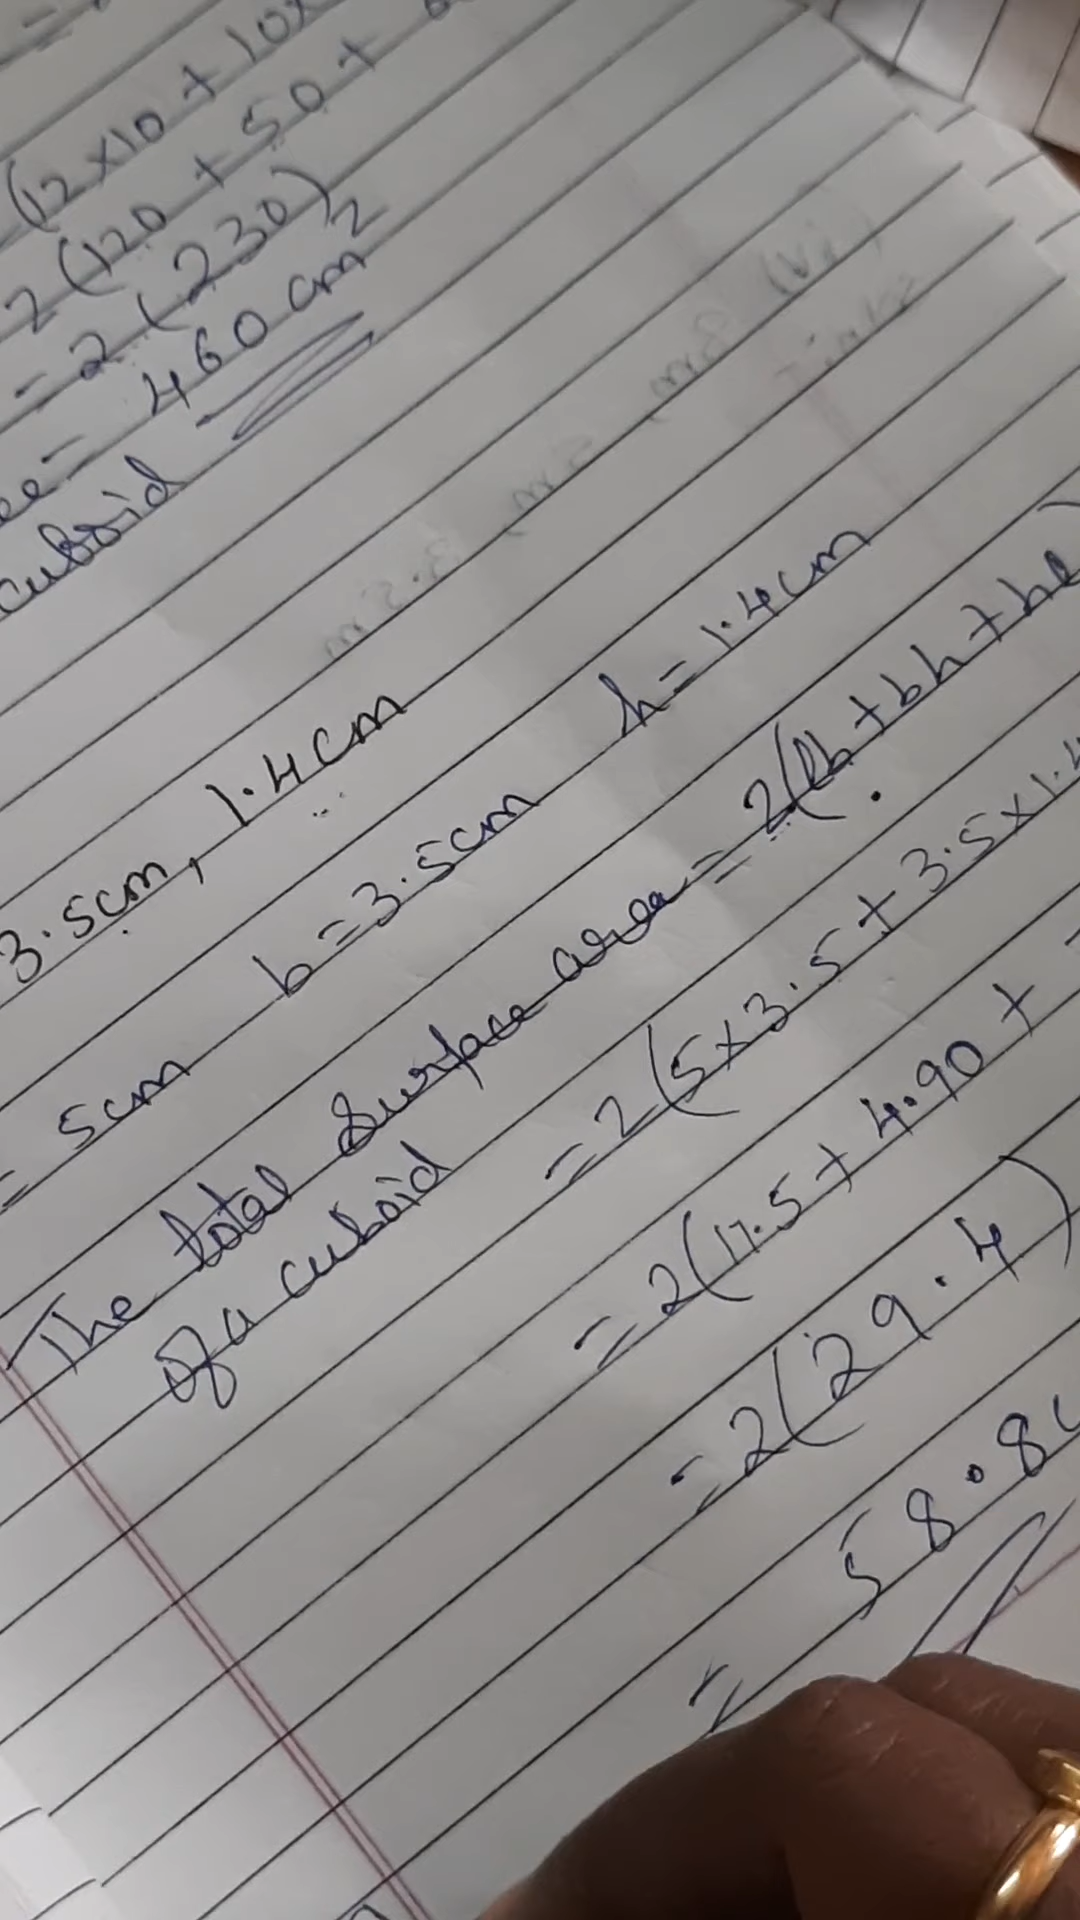 (12×10 + 10×
2(120 + 50 +
= 2(230)
= 460 cm²
cuboid
3.5cm, 1.4cm
= 5cm b=3.5cm h=1.4cm
The total surface area = 2(lb+bh+hl)
of a cuboid
= 2(5×3.5+3.5×1.4
= 2(17.5+4.90+
= 2(29.4)
= 58.8